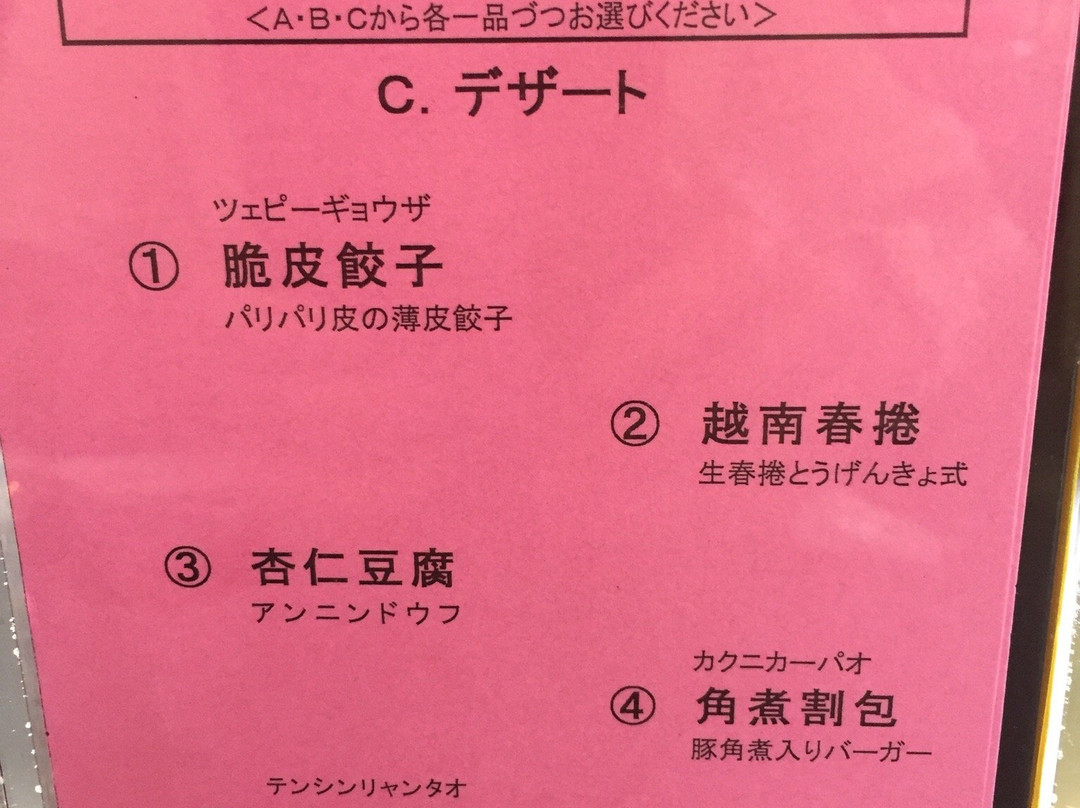 <A・B・Cから各一品づつお選びください>
C. デザート
ツェピーギョウザ
① 脆皮餃子
パリパリ皮の薄皮餃子
② 越南春捲
生春捲とうげんきょ式
③ 杏仁豆腐
アンニンドウフ
カクニカーパオ
④ 角煮割包
豚角煮入りバーガー
テンシンリャンタオ